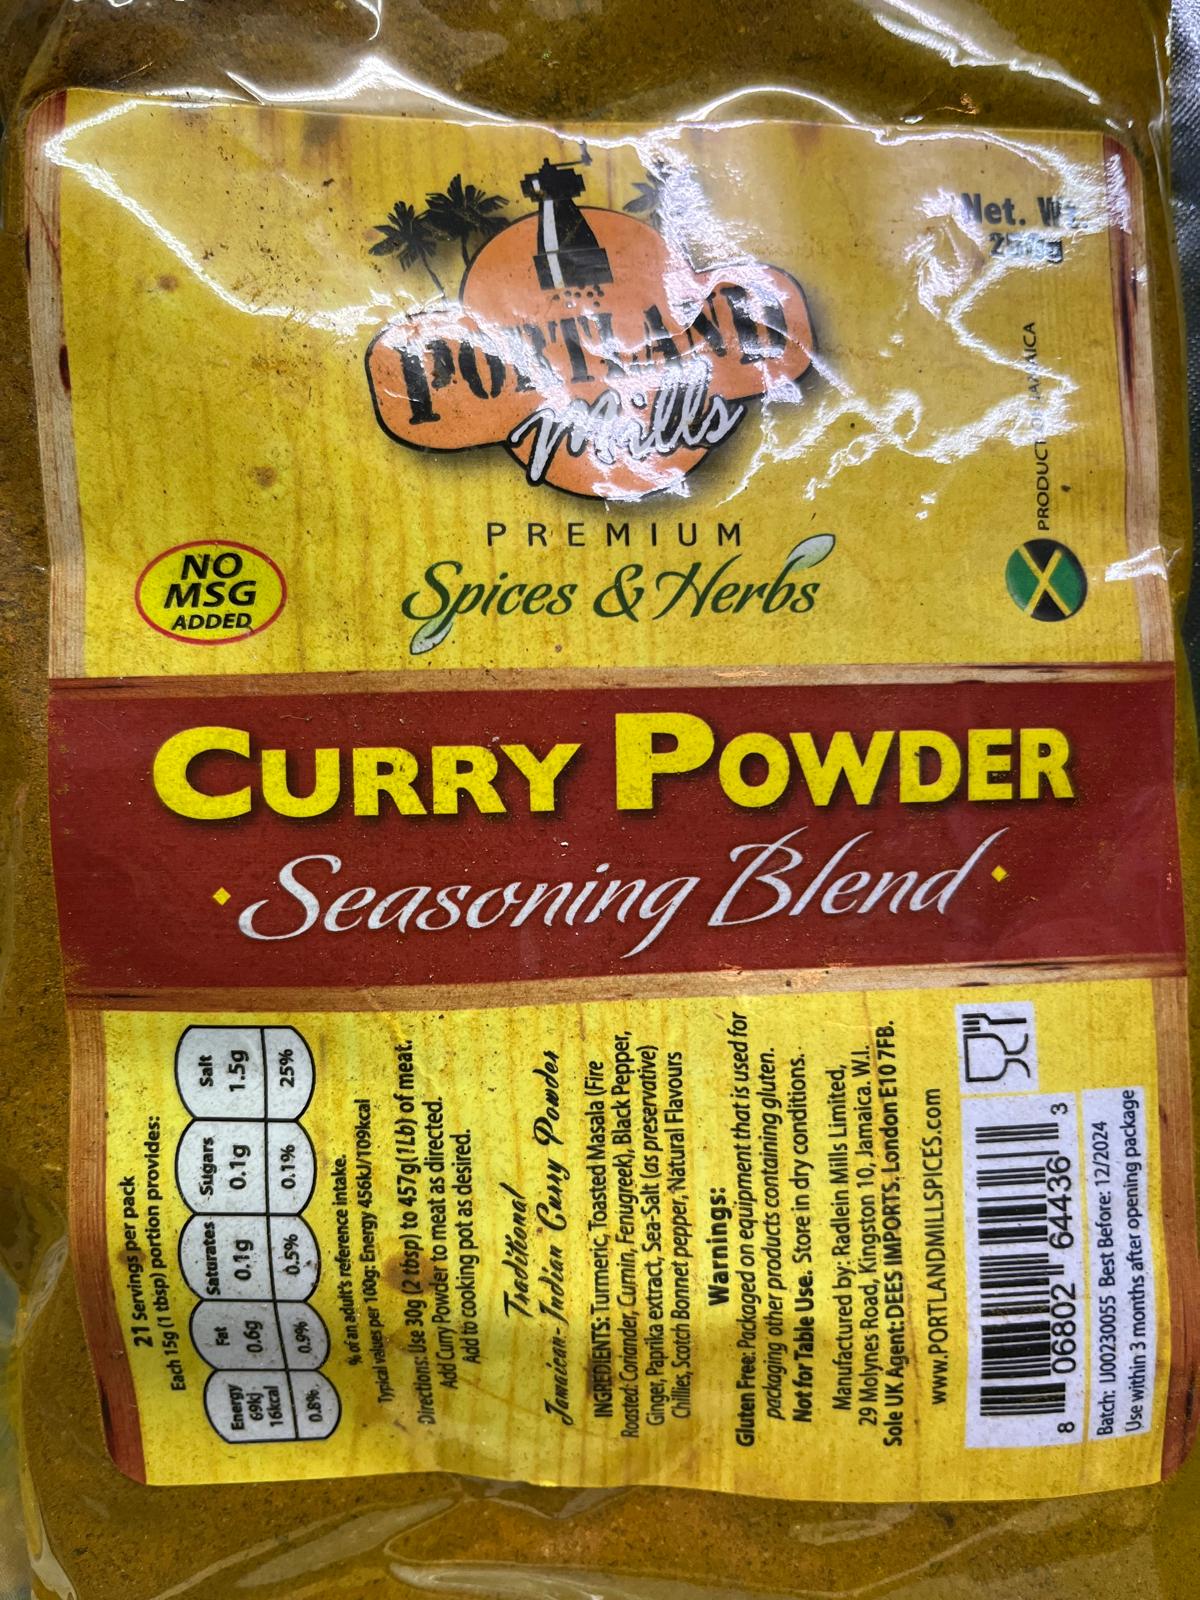 Net. Wt.
PORTLAND
Mills
PRODUCT OF JAMAICA
PREMIUM
Spices & Herbs
NO
MSG
ADDED
CURRY POWDER
Seasoning Blend
21 Servings per pack
Each 15g (1 tbsp) portion provides:
Energy
69kj
16kcal
0.8%
Fat
0.6g
0.9%
Saturates
0.1g
0.5%
Sugars
0.1g
0.1%
Salt
1.5g
25%
% of an adult's reference intake.
Typical values per 100g: Energy 456kJ/109kcal
Directions: Use 30g (2 tbsp) to 457g(1Lb) of meat.
Add Curry Powder to meat as directed.
Add to cooking pot as desired.
Traditional
Jamaican-Indian Curry Powder
INGREDIENTS: Turmeric, Toasted Masala (Fire
Roasted: Coriander, Cumin, Fenugreek), Black Pepper,
Ginger, Paprika extract, Sea-Salt (as preservative)
Chillies, Scotch Bonnet pepper, Natural Flavours
Warnings:
Gluten Free: Packaged on equipment that is used for
packaging other products containing gluten.
Not for Table Use. Store in dry conditions.
Manufactured by: Radlein Mills Limited,
29 Molynes Road, Kingston 10, Jamaica. W.I.
Sole UK Agent: DEES IMPORTS. London E10 7FB.
www.PORTLANDMILLSPICES.com
8 06802 64436 3
Batch: U00230055 Best Before: 12/2024
Use within 3 months after opening package